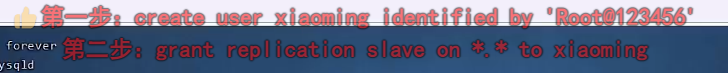 👍第一步：create user xiaoming identified by 'Root@123456'
forever 第二步：grant replication slave on *.* to xiaoming
ysqld